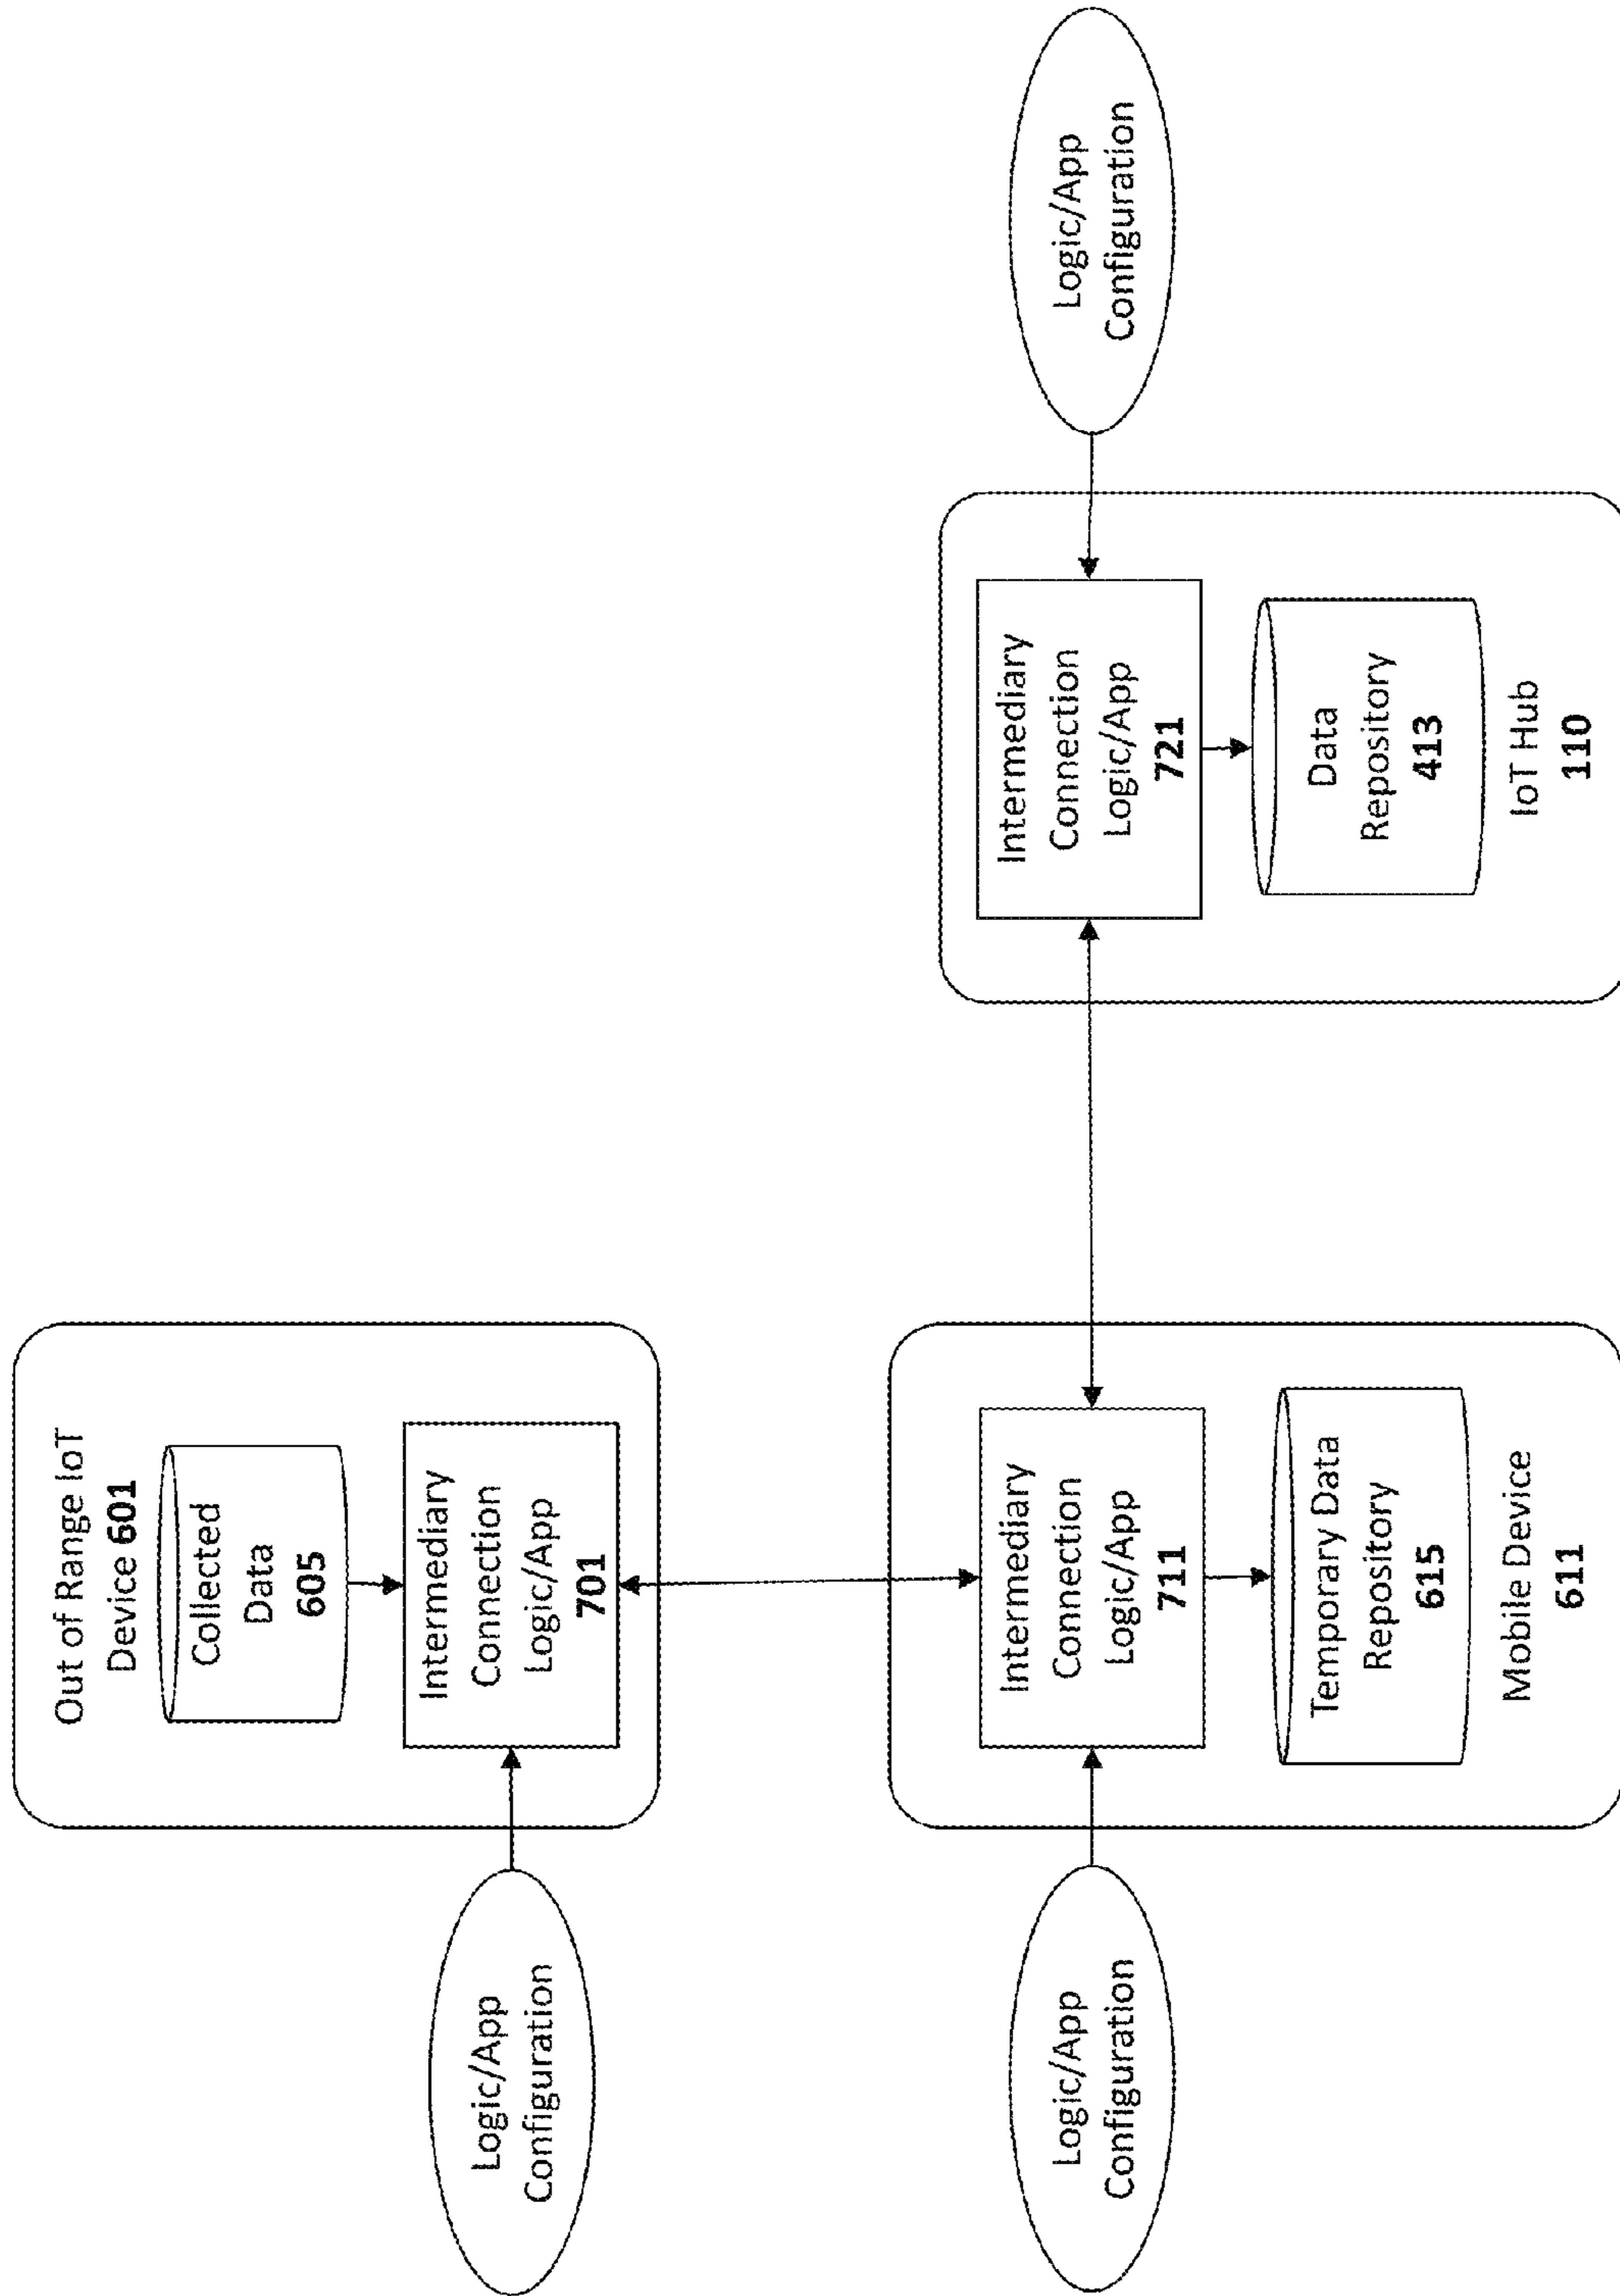 Out of Range IoT
Device 601
Collected
Data
605
Intermediary
Connection
Logic/App
701
Logic/App
Configuration
Intermediary
Connection
Logic/App
711
Temporary Data
Repository
615
Mobile Device
611
Logic/App
Configuration
Intermediary
Connection
Logic/App
721
Data
Repository
413
IoT Hub
110
Logic/App
Configuration